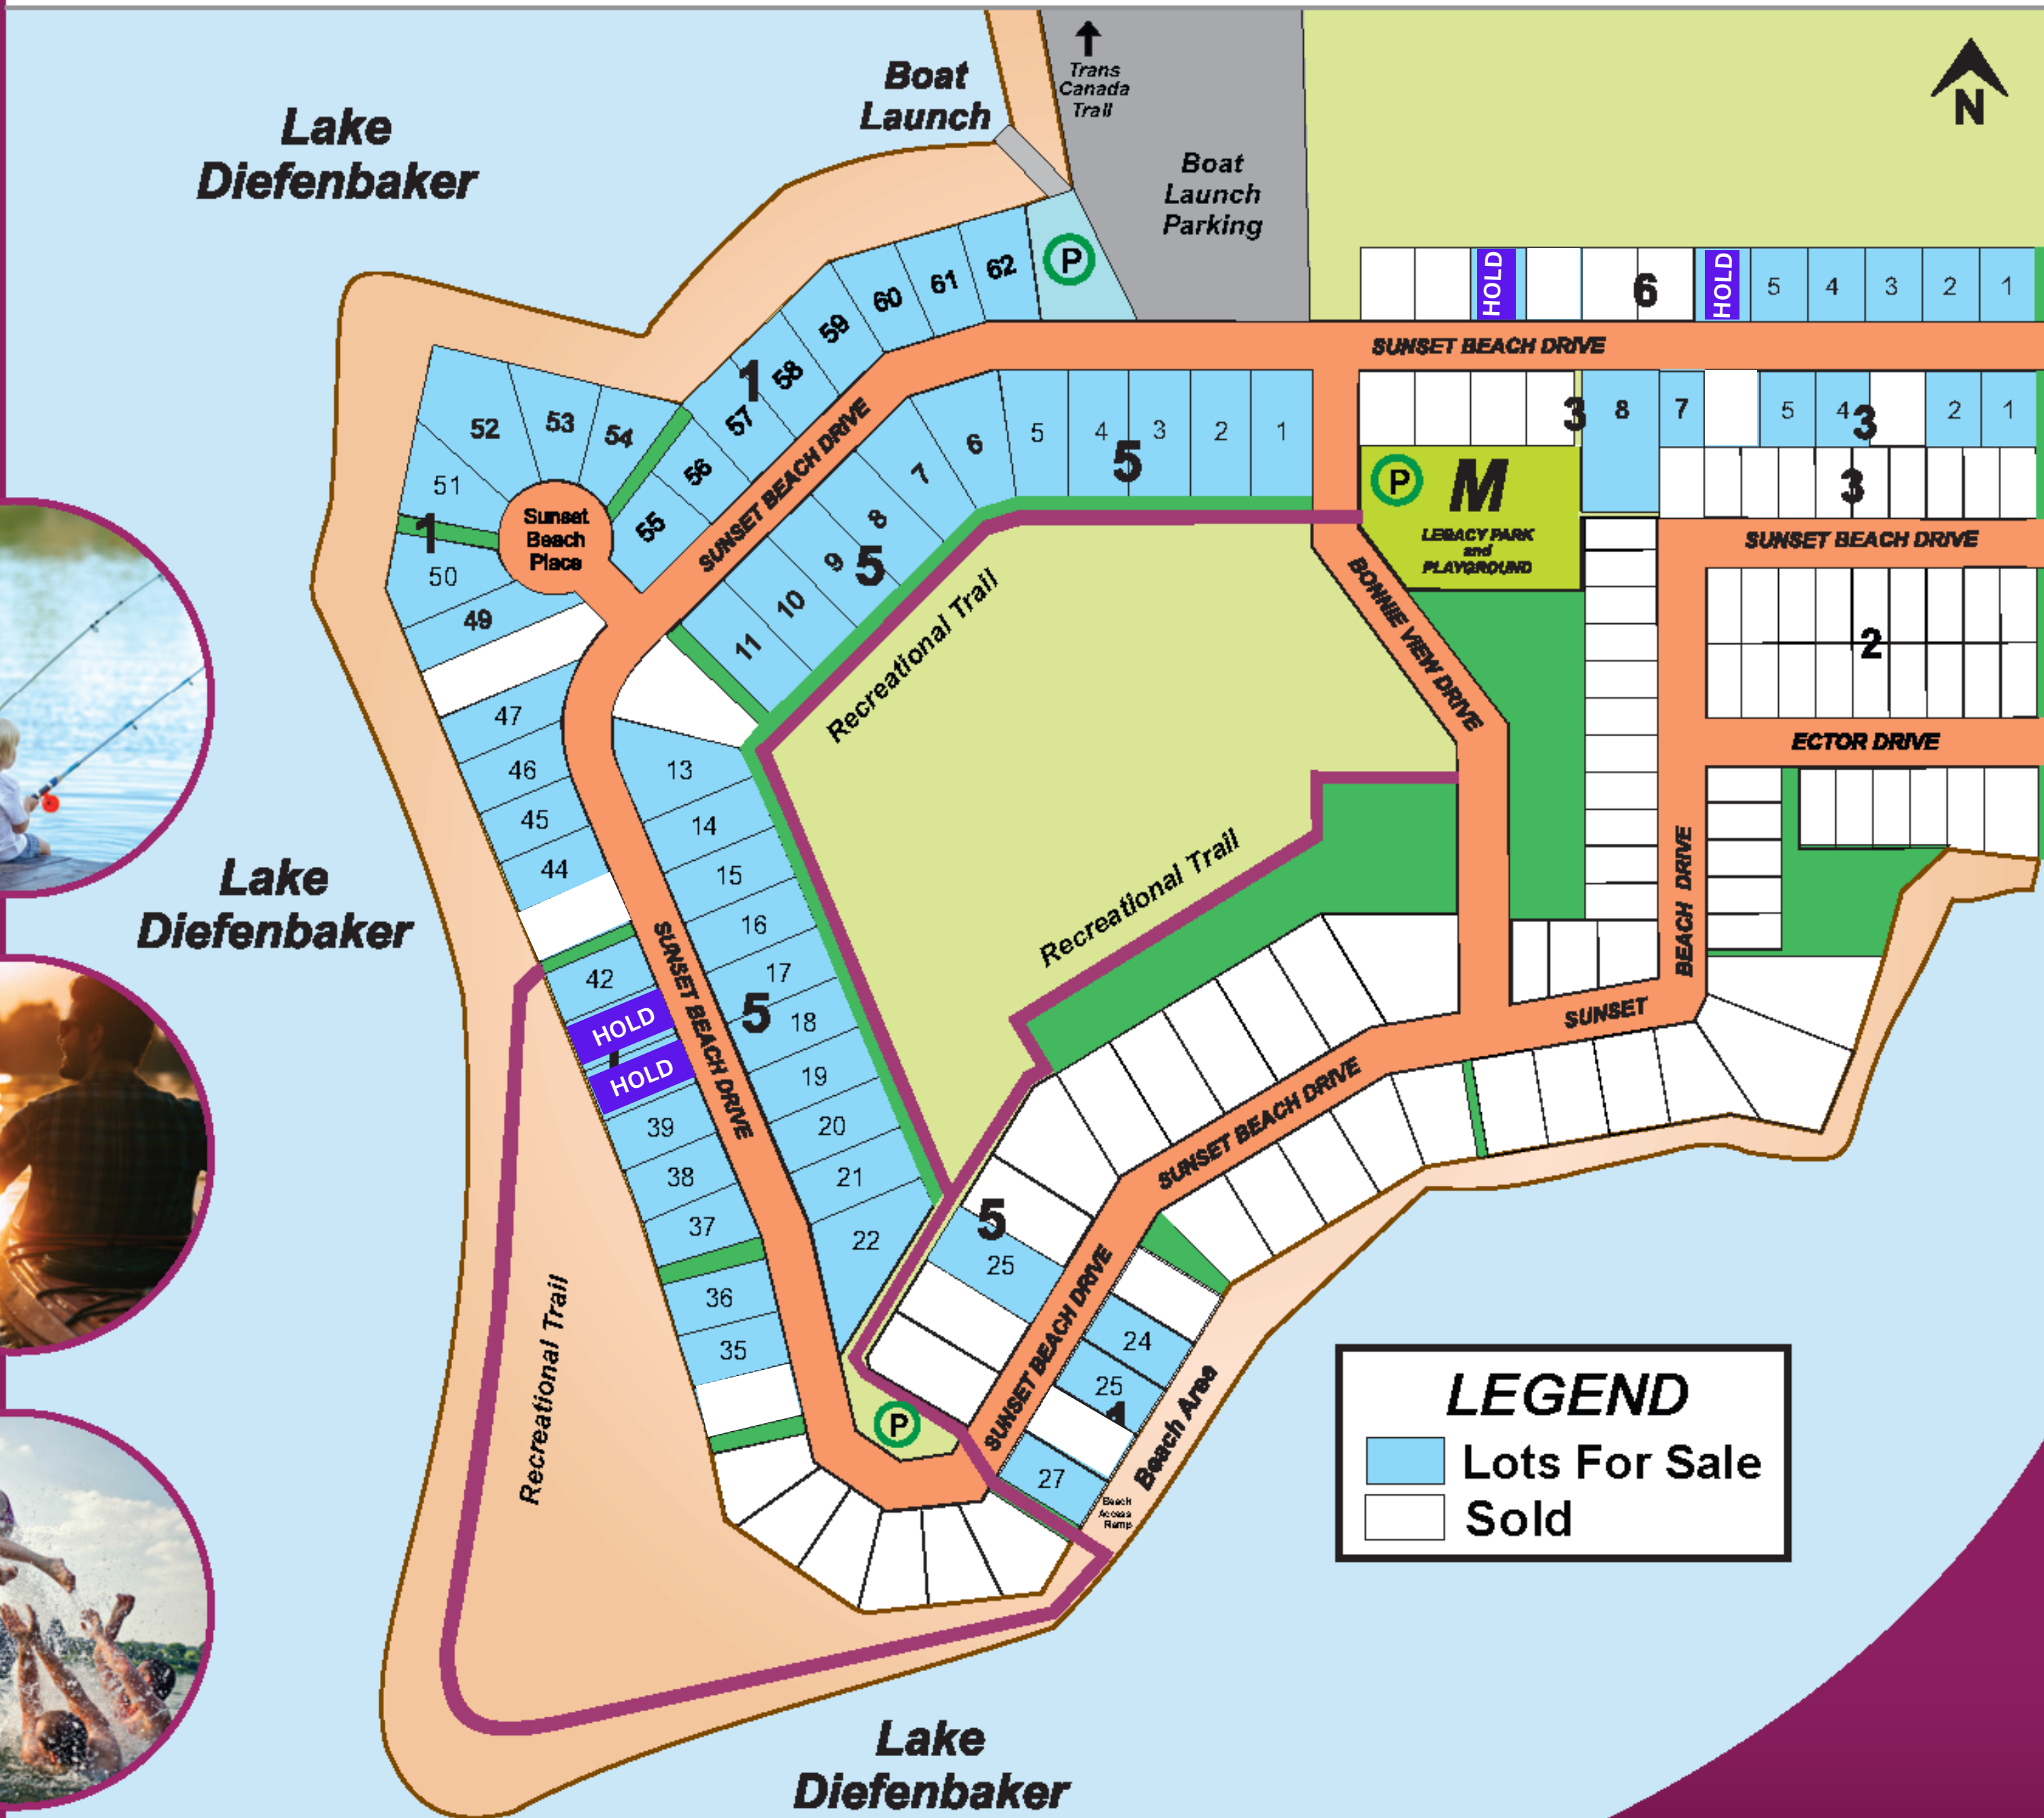 Trans
Canada
Trail
Boat
Launch
N
Lake
Diefenbaker
Boat
Launch
Parking
P
62
61
60
59
58
57
56
55
1
HOLD
6
HOLD
5
4
3
2
1
SUNSET BEACH DRIVE
52
53
54
51
1
50
49
Sunset
Beach
Place
SUNSET BEACH DRIVE
5
4
3
2
1
5
6
7
8
9
5
10
11
3
8
7
5
4
3
2
1
3
P
M
LEGACY PARK
and
PLAYGROUND
SUNSET BEACH DRIVE
BONNIE VIEW DRIVE
2
ECTOR DRIVE
Recreational Trail
47
46
45
44
13
14
15
16
17
5
18
19
20
21
22
Lake
Diefenbaker
SUNSET BEACH DRIVE
42
HOLD
HOLD
39
38
37
36
35
Recreational Trail
BEACH DRIVE
SUNSET
SUNSET BEACH DRIVE
5
25
SUNSET BEACH DRIVE
24
25
1
27
Beach Area
Beach
Access
Ramp
P
Recreational Trail
LEGEND
Lots For Sale
Sold
Lake
Diefenbaker